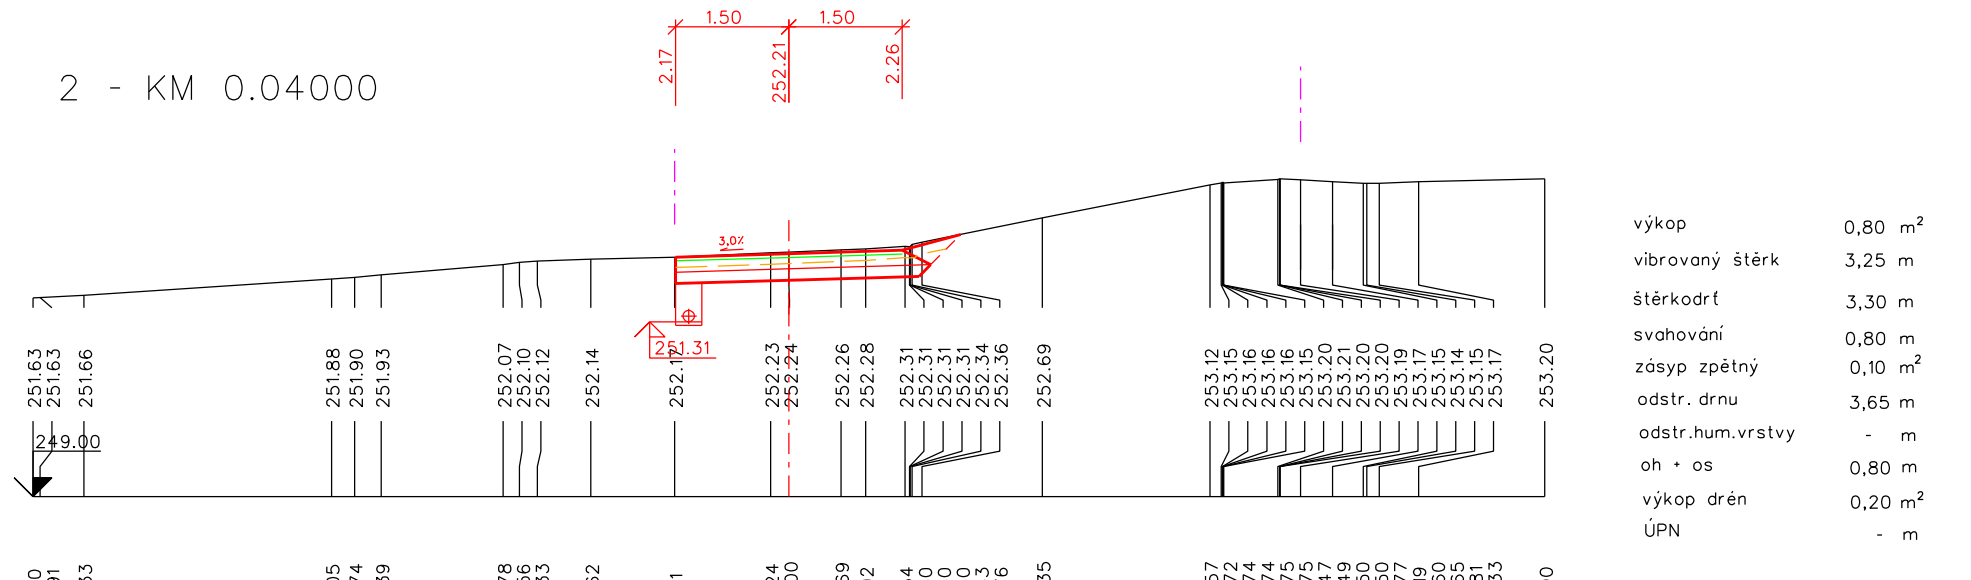 1.50 1.50
2.17 252.21 2.26
2 - KM 0.04000
3,0%
251.31
251.63 251.63 251.66 251.88 251.90 251.93 252.07 252.10 252.12 252.14 252.17 252.23 252.24 252.26 252.28 252.31 252.31 252.31 252.31 252.34 252.36 252.69 253.12 253.15 253.16 253.16 253.15 253.20 253.21 253.20 253.20 253.19 253.17 253.15 253.14 253.15 253.17 253.20
249.00
výkop 0,80 m²
vibrovaný štěrk 3,25 m
štěrkodrť 3,30 m
svahování 0,80 m
zásyp zpětný 0,10 m²
odstr. drnu 3,65 m
odstr.hum.vrstvy - m
oh + os 0,80 m
výkop drén 0,20 m²
ÚPN - m